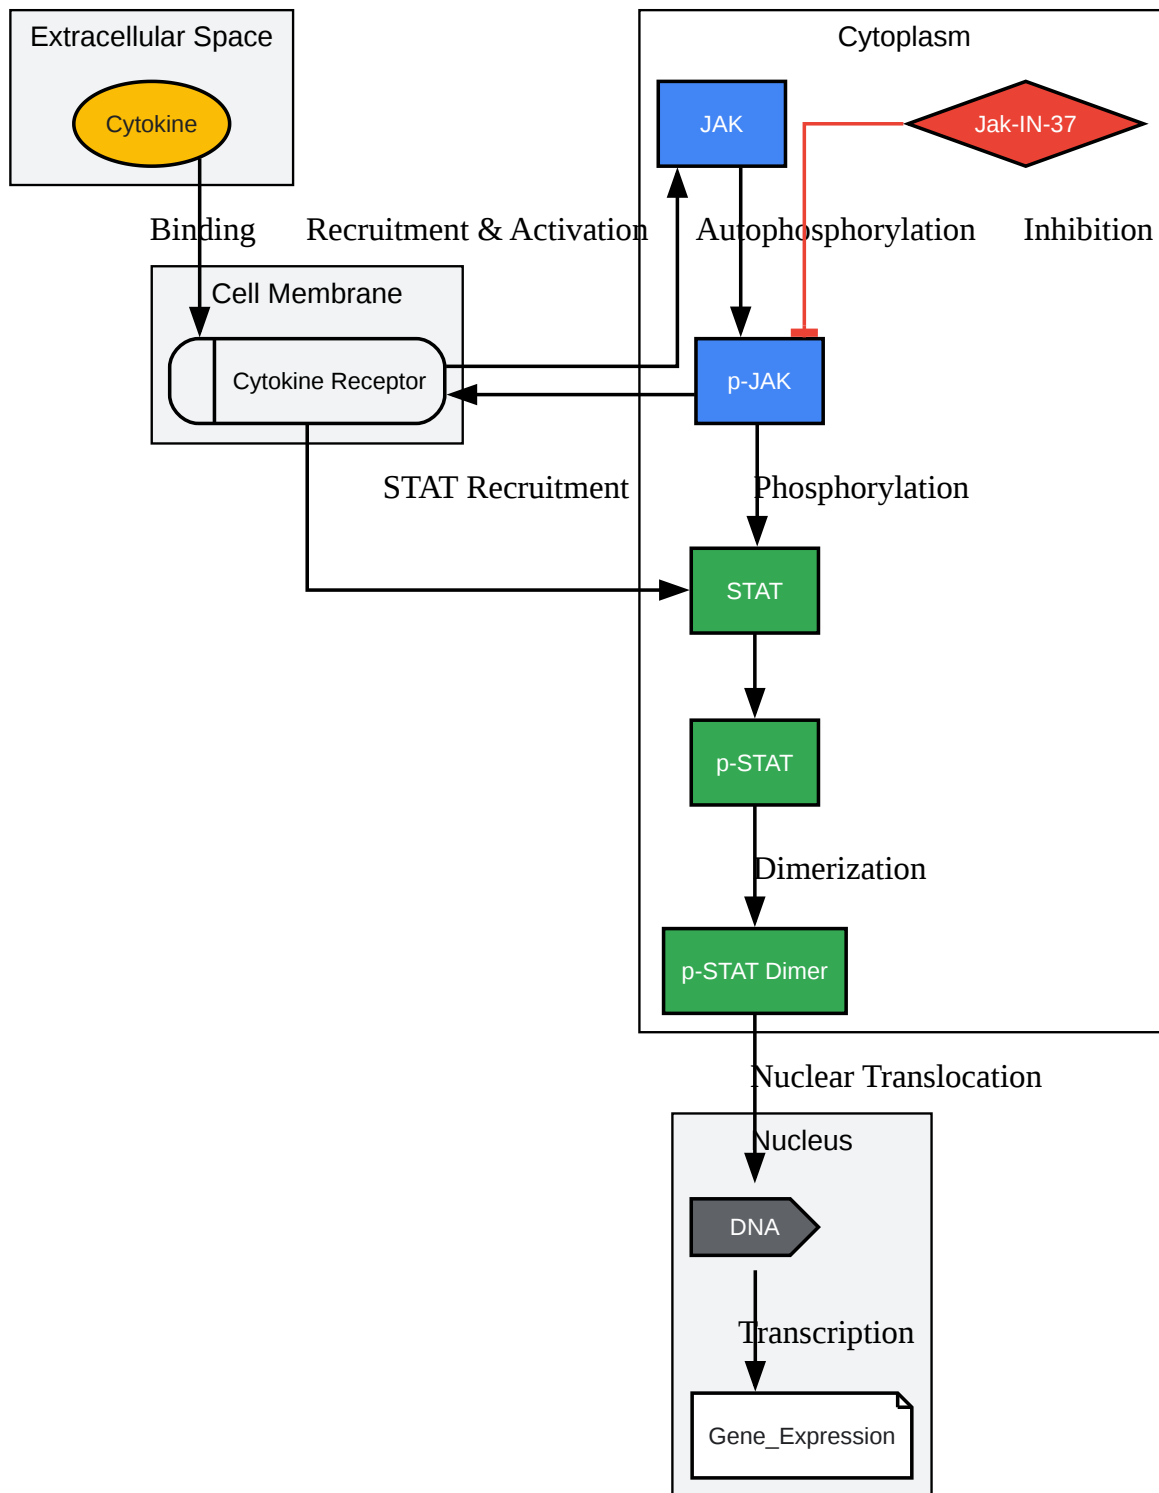 Extracellular Space
Cytoplasm
Cytokine
JAK
Jak-IN-37
Binding
Recruitment & Activation
Autophosphorylation
Inhibition
Cell Membrane
Cytokine Receptor
p-JAK
STAT Recruitment
Phosphorylation
STAT
p-STAT
Dimerization
p-STAT Dimer
Nuclear Translocation
Nucleus
DNA
Transcription
Gene_Expression